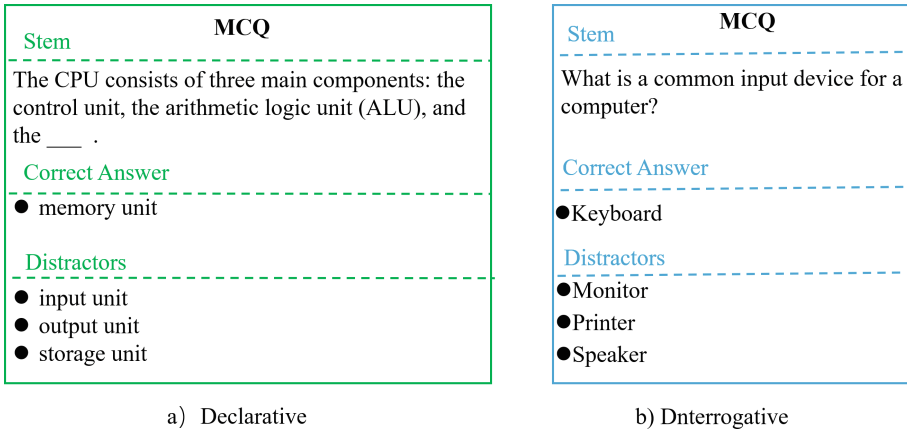 MCQ
Stem
The CPU consists of three main components: the
control unit, the arithmetic logic unit (ALU), and
the ___ .
Correct Answer
● memory unit
Distractors
● input unit
● output unit
● storage unit
a) Declarative
MCQ
Stem
What is a common input device for a
computer?
Correct Answer
●Keyboard
Distractors
●Monitor
●Printer
●Speaker
b) Dnterrogative